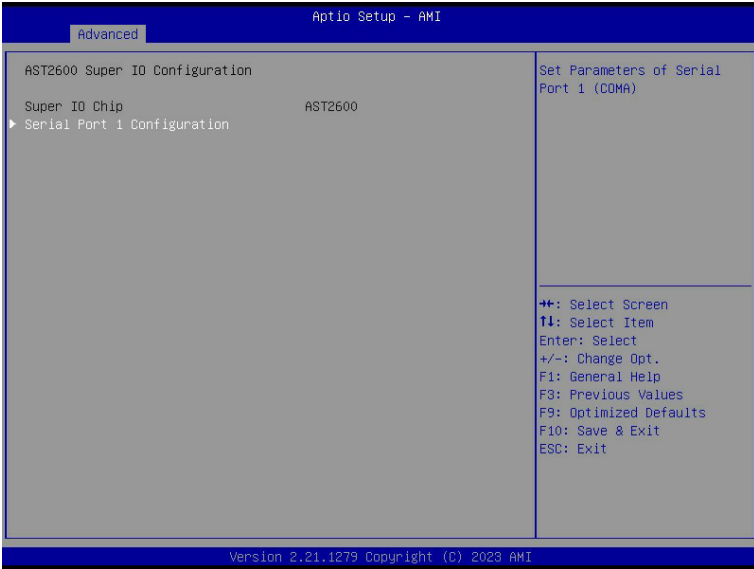 Aptio Setup – AMI
Advanced
AST2600 Super IO Configuration
Super IO Chip AST2600
▶ Serial Port 1 Configuration
Set Parameters of Serial
Port 1 (COMA)
→←: Select Screen
↑↓: Select Item
Enter: Select
+/-: Change Opt.
F1: General Help
F3: Previous Values
F9: Optimized Defaults
F10: Save & Exit
ESC: Exit
Version 2.21.1279 Copyright (C) 2023 AMI